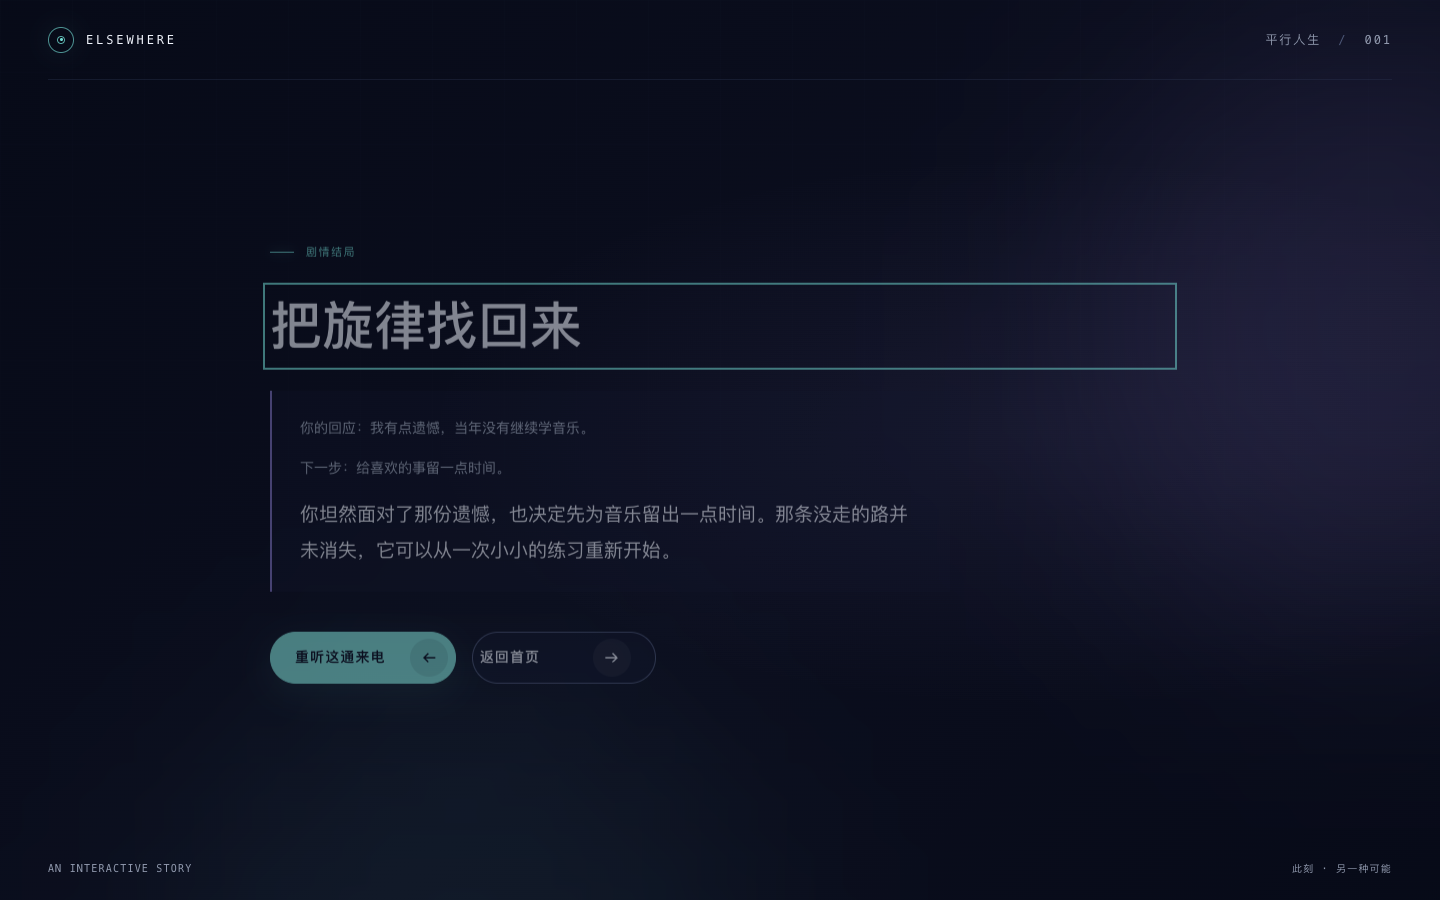 ELSEWHERE
平行人生 / 001
剧情结局
把旋律找回来
你的回应：我有点遗憾，当年没有继续学音乐。
下一步：给喜欢的事留一点时间。
你坦然面对了那份遗憾，也决定先为音乐留出一点时间。那条没走的路并
未消失，它可以从一次小小的练习重新开始。
重听这通来电 ←
返回首页 →
AN INTERACTIVE STORY
此刻 · 另一种可能